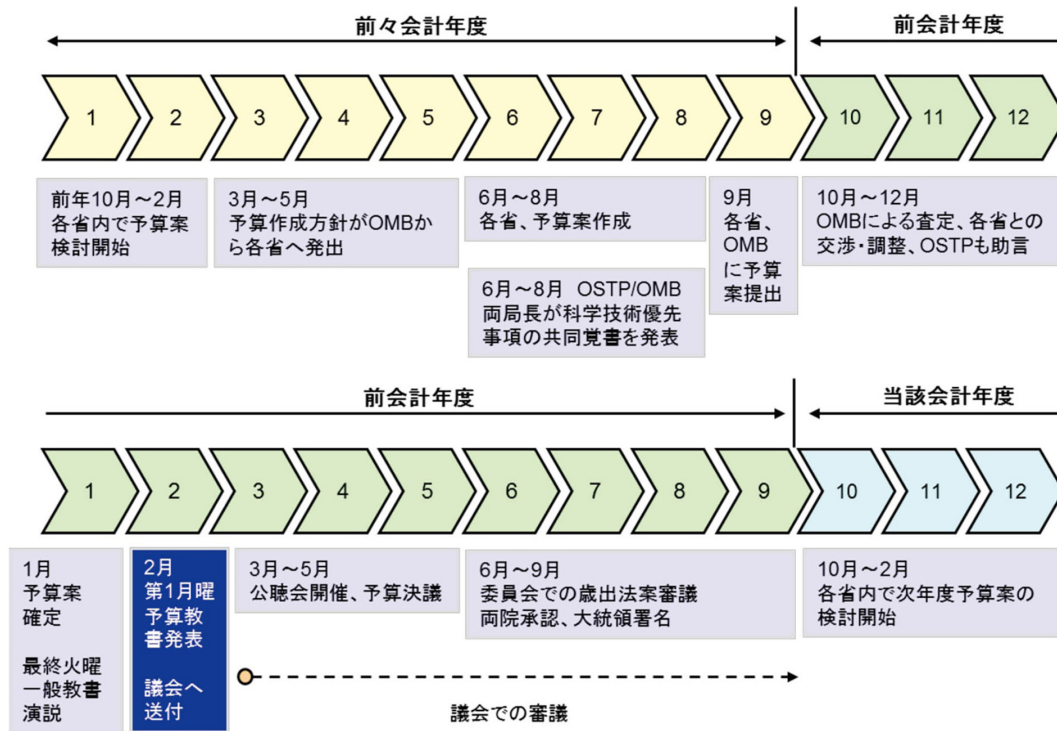 前々会計年度
前会計年度
1
2
3
4
5
6
7
8
9
10
11
12
前年10月～2月
各省内で予算案
検討開始
3月～5月
予算作成方針がOMBか
ら各省へ発出
6月～8月
各省、予算案作成
6月～8月 OSTP/OMB
両局長が科学技術優先
事項の共同覚書を発表
9月
各省、
OMB
に予算
案提出
10月～12月
OMBによる査定、各省との
交渉・調整、OSTPも助言
前会計年度
当該会計年度
1
2
3
4
5
6
7
8
9
10
11
12
1月
予算案
確定
最終火曜
一般教書
演説
2月
第1月曜
予算教
書発表
議会へ
送付
3月～5月
公聴会開催、予算決議
6月～9月
委員会での歳出法案審議
両院承認、大統領署名
10月～2月
各省内で次年度予算案の
検討開始
議会での審議